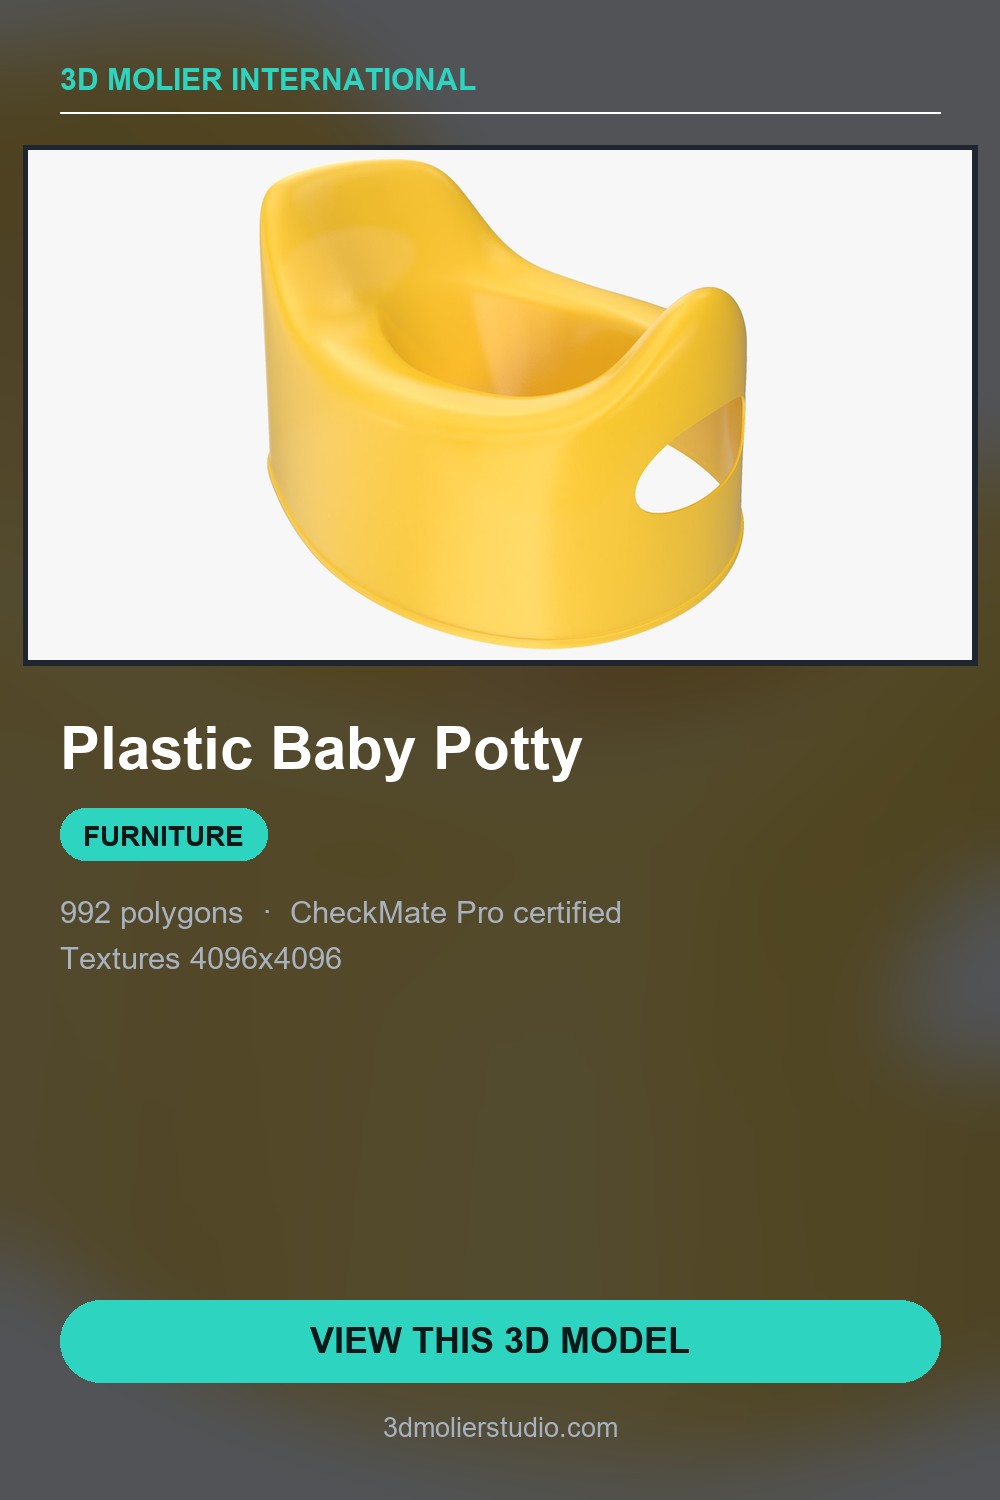 3D MOLIER INTERNATIONAL
Plastic Baby Potty
FURNITURE
992 polygons · CheckMate Pro certified
Textures 4096x4096
VIEW THIS 3D MODEL
3dmolierstudio.com